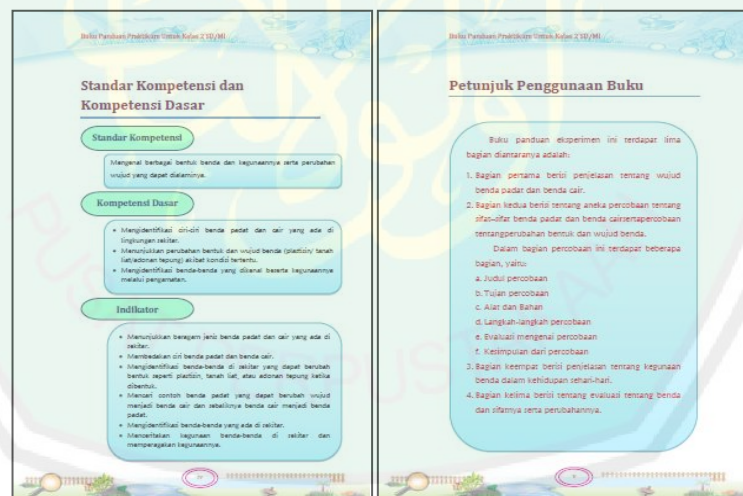 Buku Panduan Praktikum Untuk Kelas 2 SD/MI
Standar Kompetensi dan
Kompetensi Dasar
Standar Kompetensi
Mengenal berbagai bentuk benda dan kegunaannya serta perubahan
wujud yang dapat dialaminya.
Kompetensi Dasar
• Mengidentifikasi ciri-ciri benda padat dan cair yang ada di
lingkungan sekitar.
• Menunjukkan perubahan bentuk dan wujud benda (plastisin/ tanah
liat/adonan tepung) akibat kondisi tertentu.
• Mengidentifikasi benda-benda yang dikenal beserta kegunaannya
melalui pengamatan.
Indikator
• Menunjukkan beragam jenis benda padat dan cair yang ada di
sekitar.
• Membedakan ciri benda padat dan benda cair.
• Mengidentifikasi benda-benda di sekitar yang dapat berubah
bentuk seperti plastisin, tanah liat, atau adonan tepung ketika
dibentuk.
• Mencari contoh benda padat yang dapat berubah wujud
menjadi benda cair dan sebaliknya benda cair menjadi benda
padat.
• Mengidentifikasi benda-benda yang ada di sekitar.
• Menceritakan kegunaan benda-benda di sekitar dan
memperagakan kegunaannya.
iv
Buku Panduan Praktikum Untuk Kelas 2 SD/MI
Petunjuk Penggunaan Buku
Buku panduan eksperimen ini terdapat lima
bagian diantaranya adalah:
1. Bagian pertama berisi penjelasan tentang wujud
benda padat dan benda cair.
2. Bagian kedua berisi tentang aneka percobaan tentang
sifat-sifat benda padat dan benda cairsertapercobaan
tentangperubahan bentuk dan wujud benda.
Dalam bagian percobaan ini terdapat beberapa
bagian, yaitu:
a. Judul percobaan
b. Tujan percobaan
c. Alat dan Bahan
d. Langkah-langkah percobaan
e. Evaluasi mengenai percobaan
f. Kesimpulan dari percobaan
3. Bagian keempat berisi penjelasan tentang kegunaan
benda dalam kehidupan sehari-hari.
4. Bagian kelima berisi tentang evaluasi tentang benda
dan sifatnya serta perubahannya.
v